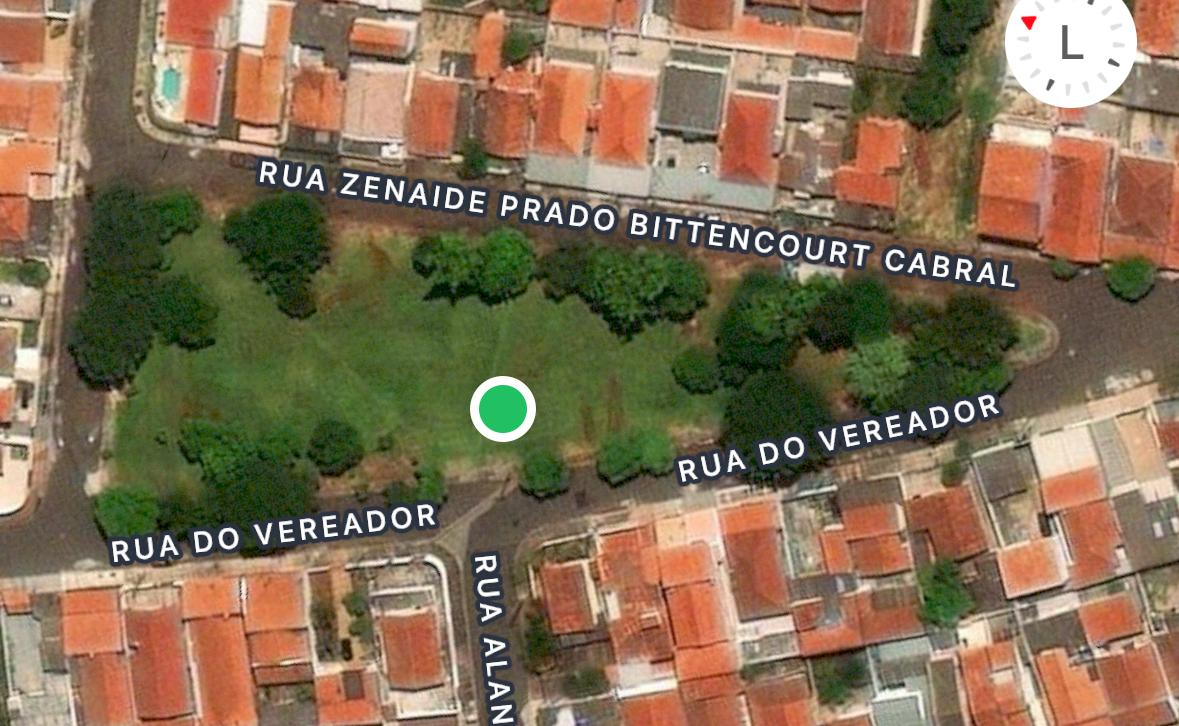 L
RUA ZENAIDE PRADO BITTENCOURT CABRAL
RUA DO VEREADOR
RUA DO VEREADOR
RUA ALAN